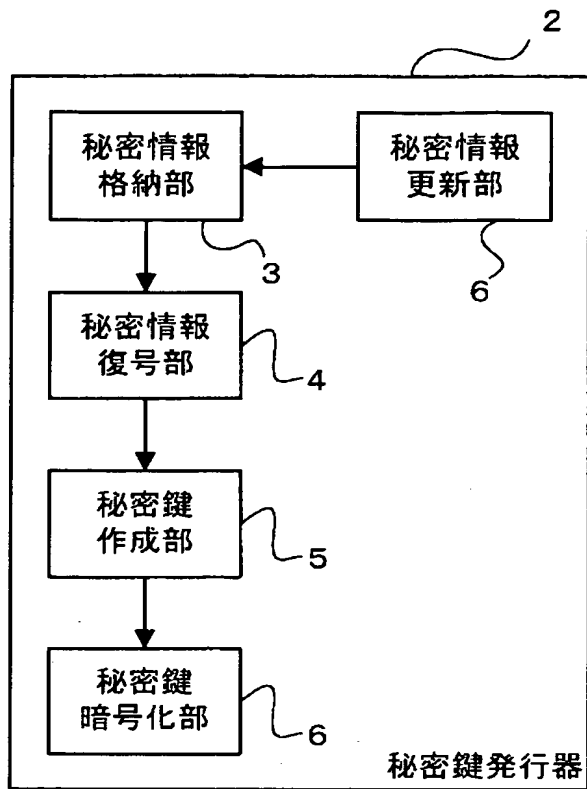 2
秘密情報
格納部
3
秘密情報
更新部
6
秘密情報
復号部
4
秘密鍵
作成部
5
秘密鍵
暗号化部
6
秘密鍵発行器